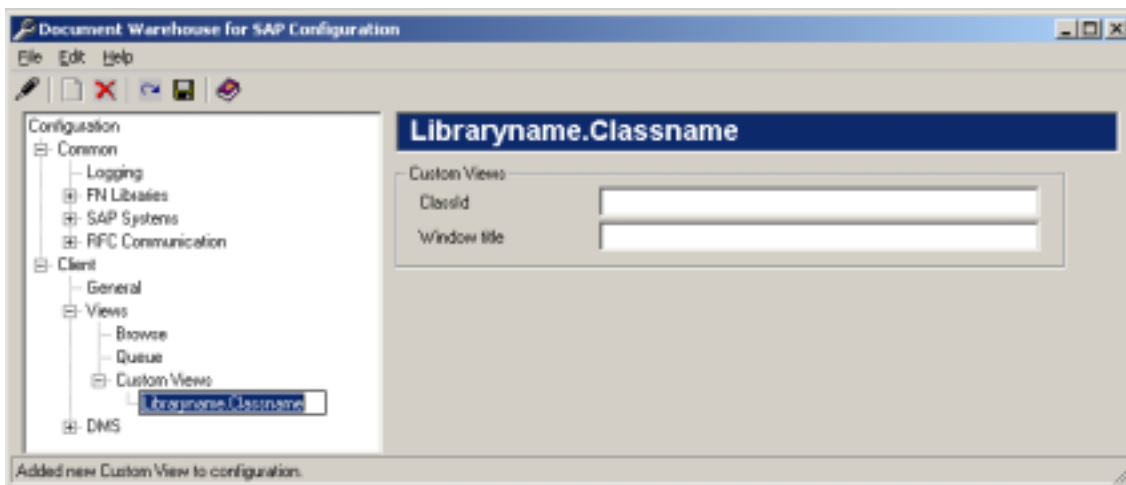 Document Warehouse for SAP Configuration
File Edit Help
Configuration
Common
Logging
FN Libraries
SAP Systems
RFC Communication
Client
General
Views
Browse
Queue
Custom Views
Libraryname.Classname
DMS
Libraryname.Classname
Custom Views
ClassId
Window title
Added new Custom View to configuration.